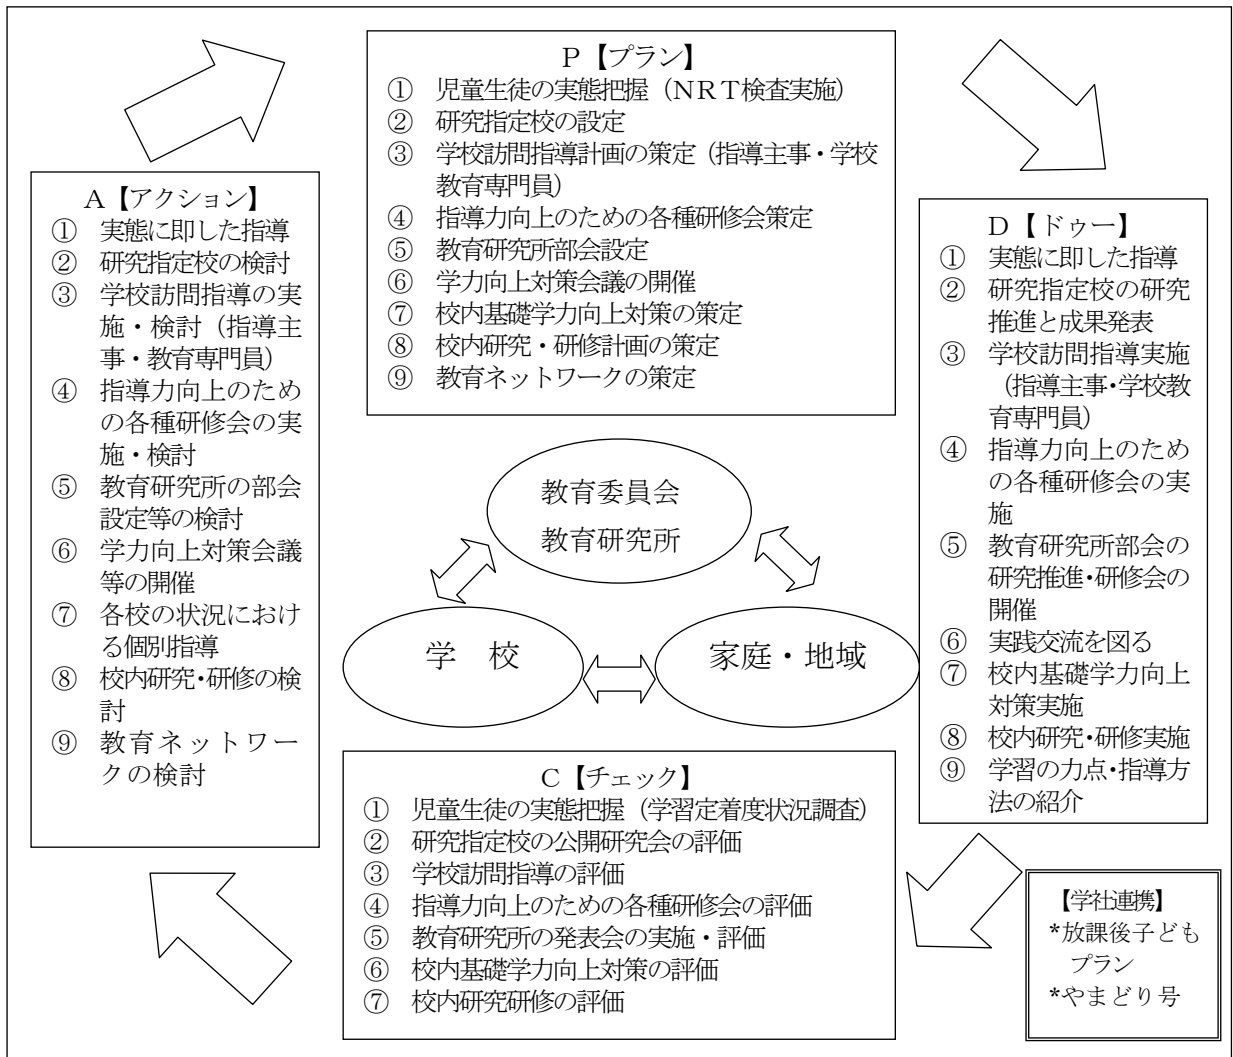 P【プラン】
① 児童生徒の実態把握（NRT検査実施）
② 研究指定校の設定
③ 学校訪問指導計画の策定（指導主事・学校
教育専門員）
④ 指導力向上のための各種研修会策定
⑤ 教育研究所部会設定
⑥ 学力向上対策会議の開催
⑦ 校内基礎学力向上対策の策定
⑧ 校内研究・研修計画の策定
⑨ 教育ネットワークの策定
A【アクション】
① 実態に即した指導
② 研究指定校の検討
③ 学校訪問指導の実
施・検討（指導主
事・教育専門員）
④ 指導力向上のため
の各種研修会の実
施・検討
⑤ 教育研究所の部会
設定等の検討
⑥ 学力向上対策会議
等の開催
⑦ 各校の状況におけ
る個別指導
⑧ 校内研究・研修の検
討
⑨ 教育ネットワー
クの検討
教育委員会
教育研究所
学　校
家庭・地域
D【ドゥー】
① 実態に即した指導
② 研究指定校の研究
推進と成果発表
③ 学校訪問指導実施
（指導主事・学校教
育専門員）
④ 指導力向上のため
の各種研修会の実
施
⑤ 教育研究所部会の
研究推進・研修会の
開催
⑥ 実践交流を図る
⑦ 校内基礎学力向上
対策実施
⑧ 校内研究・研修実施
⑨ 学習の力点・指導方
法の紹介
C【チェック】
① 児童生徒の実態把握（学習定着度状況調査）
② 研究指定校の公開研究会の評価
③ 学校訪問指導の評価
④ 指導力向上のための各種研修会の評価
⑤ 教育研究所の発表会の実施・評価
⑥ 校内基礎学力向上対策の評価
⑦ 校内研究研修の評価
【学社連携】
*放課後子ども
プラン
*やまどり号